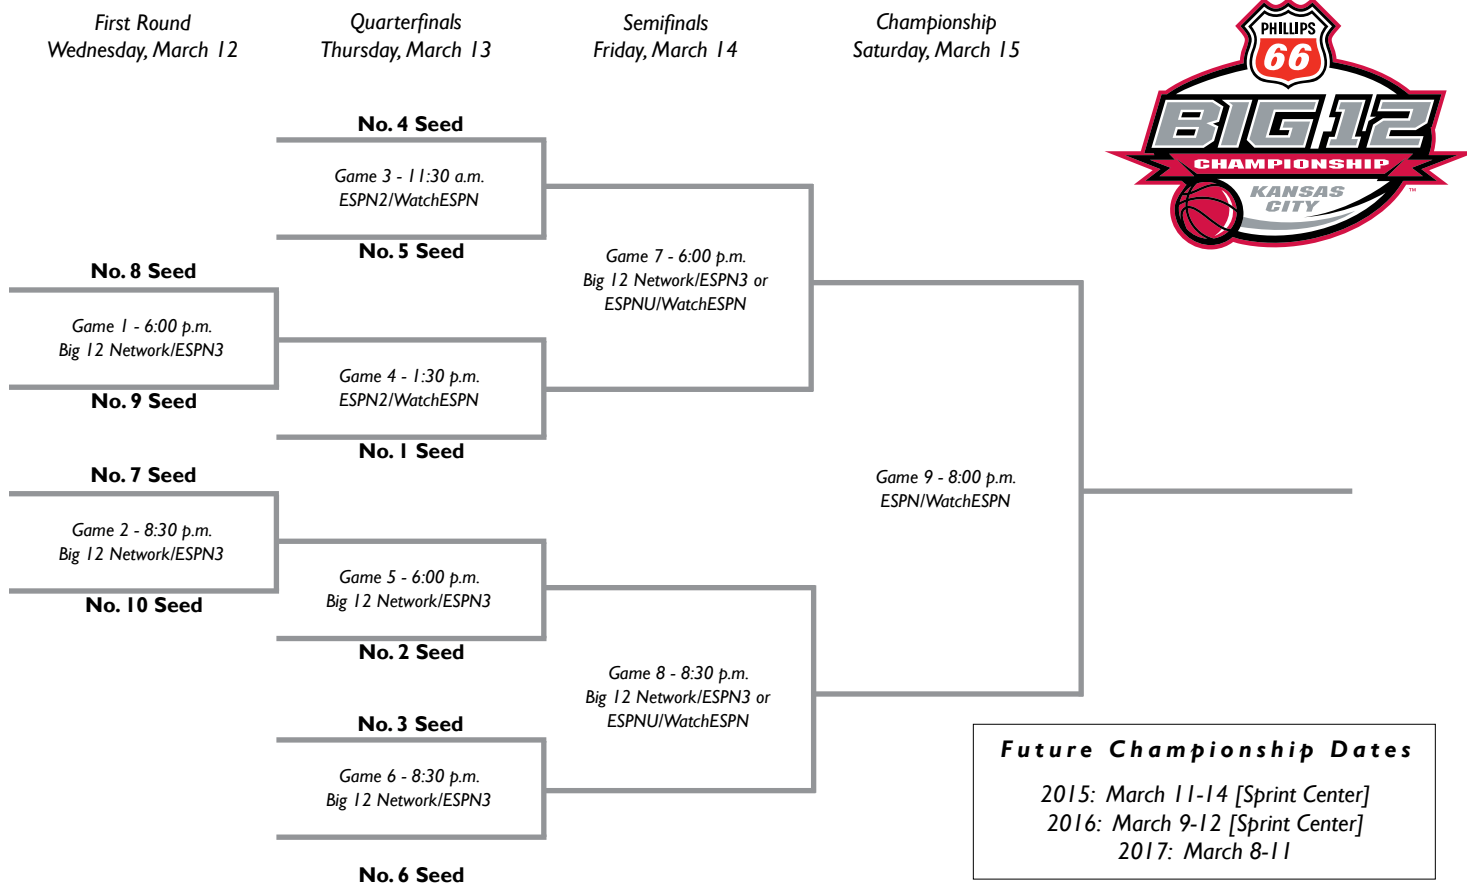 First Round
Wednesday, March 12
Quarterfinals
Thursday, March 13
Semifinals
Friday, March 14
Championship
Saturday, March 15
PHILLIPS
66
BIG 12
CHAMPIONSHIP
KANSAS
CITY
™
No. 4 Seed
Game 3 - 11:30 a.m.
ESPN2/WatchESPN
No. 5 Seed
No. 8 Seed
Game 1 - 6:00 p.m.
Big 12 Network/ESPN3
No. 9 Seed
Game 4 - 1:30 p.m.
ESPN2/WatchESPN
No. 1 Seed
Game 7 - 6:00 p.m.
Big 12 Network/ESPN3 or
ESPNU/WatchESPN
No. 7 Seed
Game 2 - 8:30 p.m.
Big 12 Network/ESPN3
No. 10 Seed
Game 5 - 6:00 p.m.
Big 12 Network/ESPN3
No. 2 Seed
No. 3 Seed
Game 6 - 8:30 p.m.
Big 12 Network/ESPN3
No. 6 Seed
Game 8 - 8:30 p.m.
Big 12 Network/ESPN3 or
ESPNU/WatchESPN
Game 9 - 8:00 p.m.
ESPN/WatchESPN
Future Championship Dates
2015: March 11-14 [Sprint Center]
2016: March 9-12 [Sprint Center]
2017: March 8-11